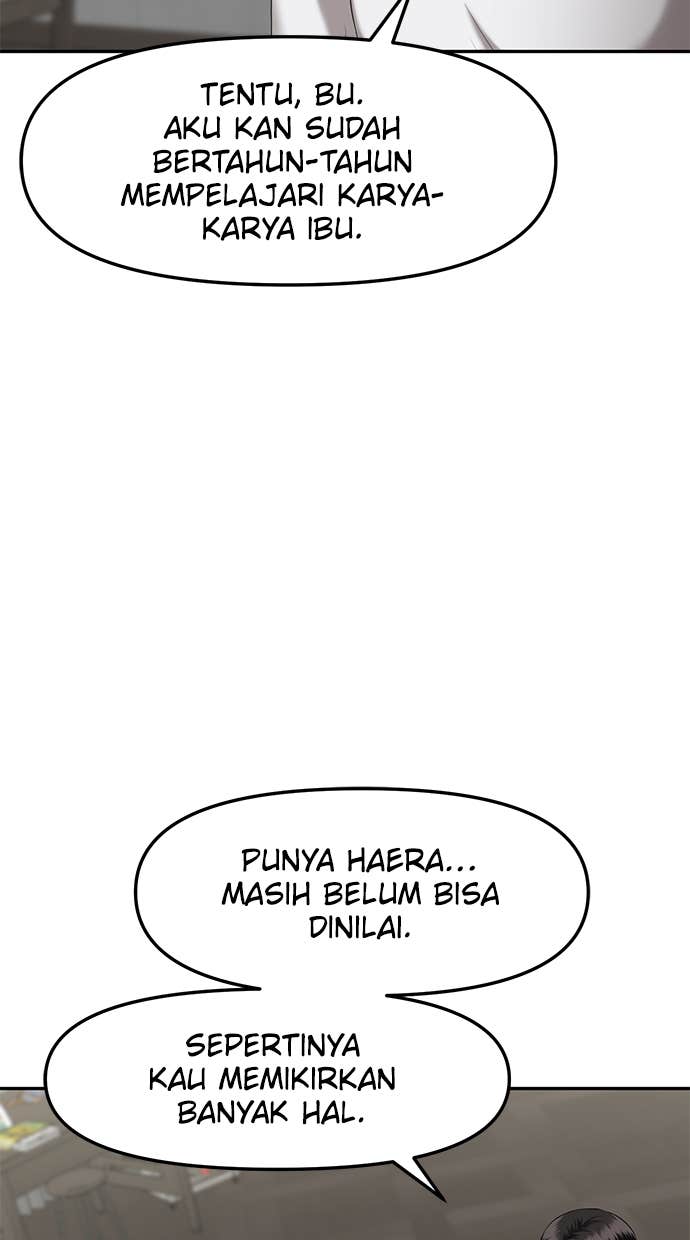 TENTU, BU.
AKU KAN SUDAH
BERTAHUN-TAHUN
MEMPELAJARI KARYA-
KARYA IBU.
PUNYA HAERA...
MASIH BELUM BISA
DINILAI.
SEPERTINYA
KAU MEMIKIRKAN
BANYAK HAL.